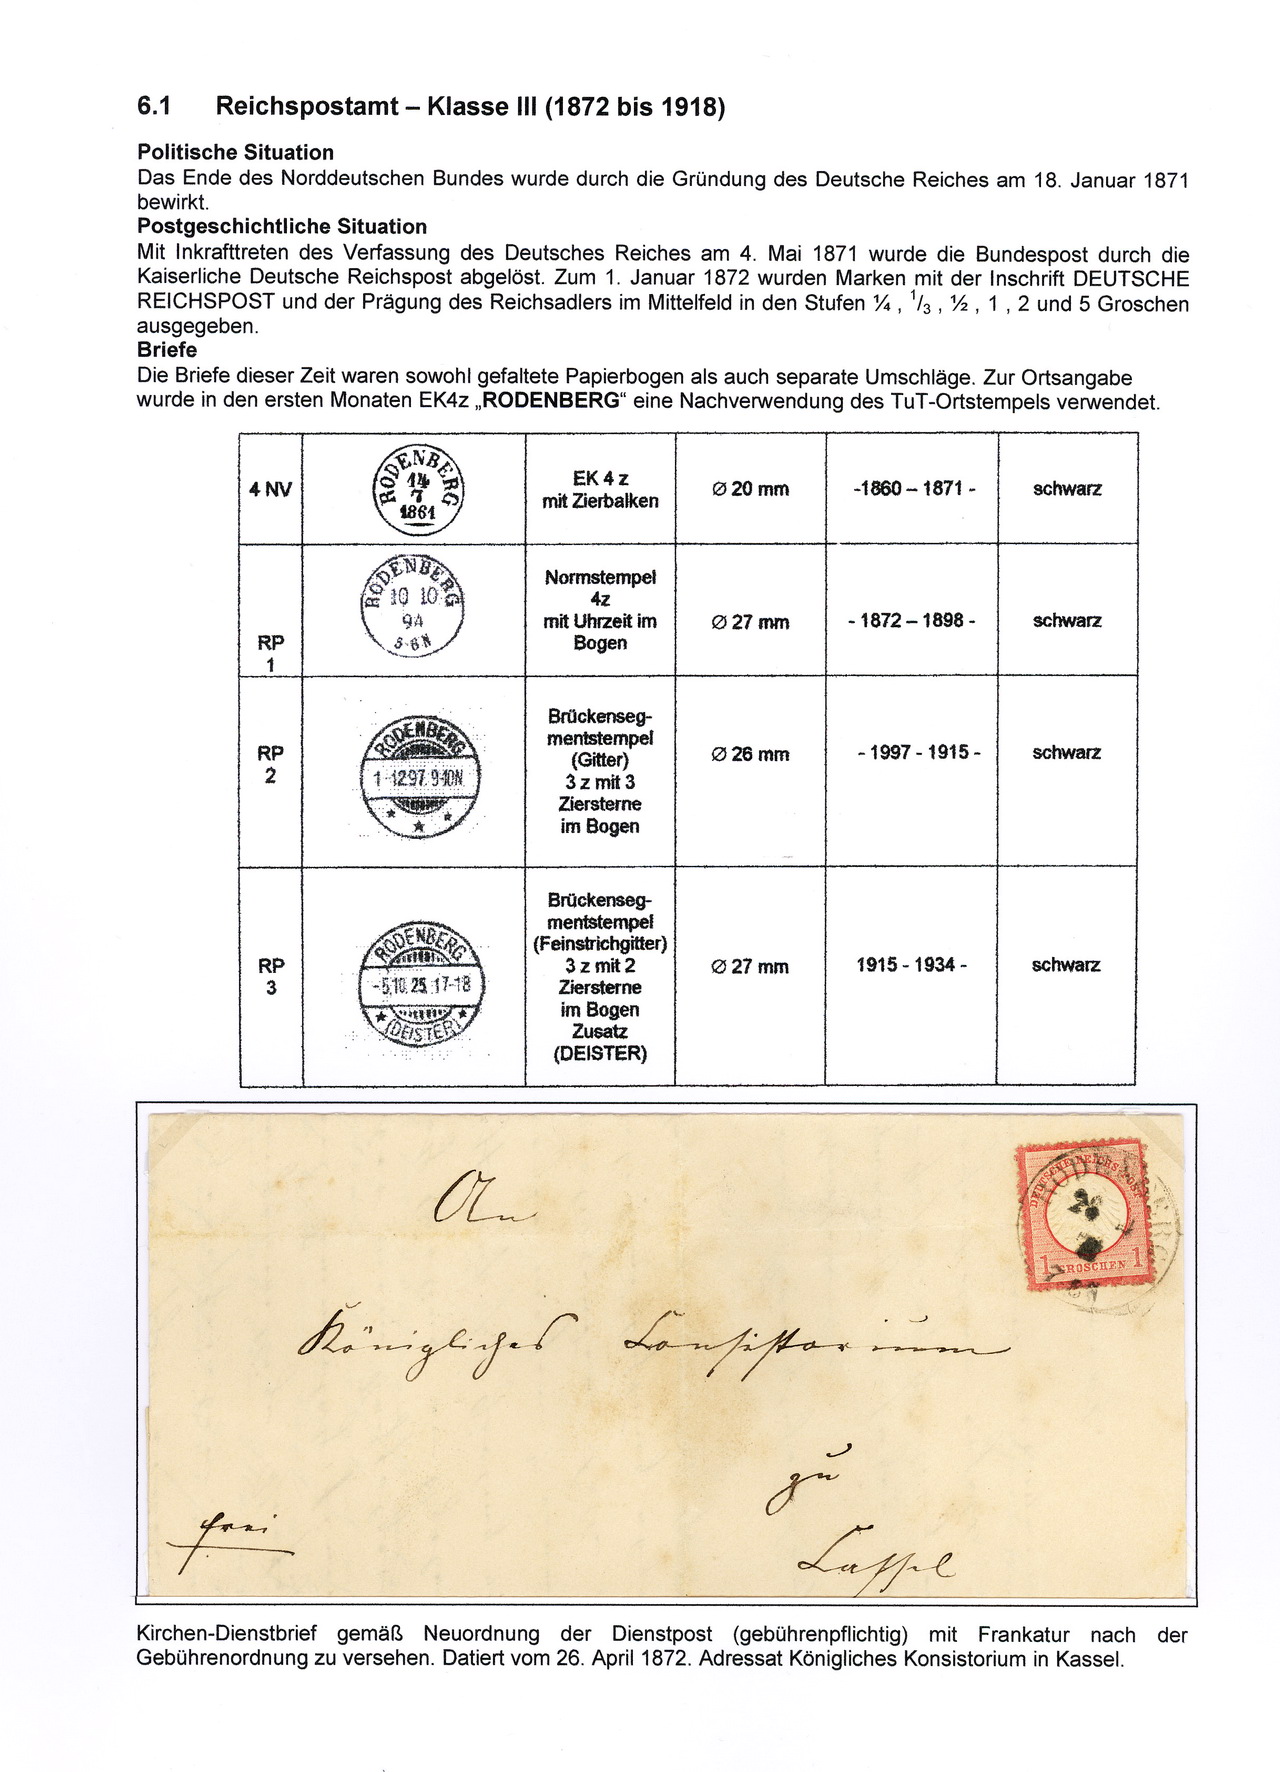 6.1 Reichspostamt – Klasse III (1872 bis 1918)
Politische Situation
Das Ende des Norddeutschen Bundes wurde durch die Gründung des Deutsche Reiches am 18. Januar 1871
bewirkt.
Postgeschichtliche Situation
Mit Inkrafttreten des Verfassung des Deutsches Reiches am 4. Mai 1871 wurde die Bundespost durch die
Kaiserliche Deutsche Reichspost abgelöst. Zum 1. Januar 1872 wurden Marken mit der Inschrift DEUTSCHE
REICHSPOST und der Prägung des Reichsadlers im Mittelfeld in den Stufen ¼ , 1/3 , ½ , 1 , 2 und 5 Groschen
ausgegeben.
Briefe
Die Briefe dieser Zeit waren sowohl gefaltete Papierbogen als auch separate Umschläge. Zur Ortsangabe
wurde in den ersten Monaten EK4z „RODENBERG“ eine Nachverwendung des TuT-Ortstempels verwendet.
4 NV
RODENBERG
14
7
1861
EK 4 z
mit Zierbalken
∅ 20 mm
-1860 – 1871 -
schwarz
RP
1
RODENBERG
10 10
94
5-6N
Normstempel
4z
mit Uhrzeit im
Bogen
∅ 27 mm
- 1872 – 1898 -
schwarz
RP
2
RODENBERG
1-12.97. 9-10N
Brückenseg-
mentstempel
(Gitter)
3 z mit 3
Ziersterne
im Bogen
∅ 26 mm
- 1997 - 1915 -
schwarz
RP
3
RODENBERG
-5.10.25.17-18
(DEISTER)
Brückenseg-
mentstempel
(Feinstrichgitter)
3 z mit 2
Ziersterne
im Bogen
Zusatz
(DEISTER)
∅ 27 mm
1915 - 1934 -
schwarz
DEUTSCHE REICHS-POST
1 GROSCHEN 1
RODENBERG
26
An
Königliches Consistorium
zu
Cassel
frei
Kirchen-Dienstbrief gemäß Neuordnung der Dienstpost (gebührenpflichtig) mit Frankatur nach der
Gebührenordnung zu versehen. Datiert vom 26. April 1872. Adressat Königliches Konsistorium in Kassel.